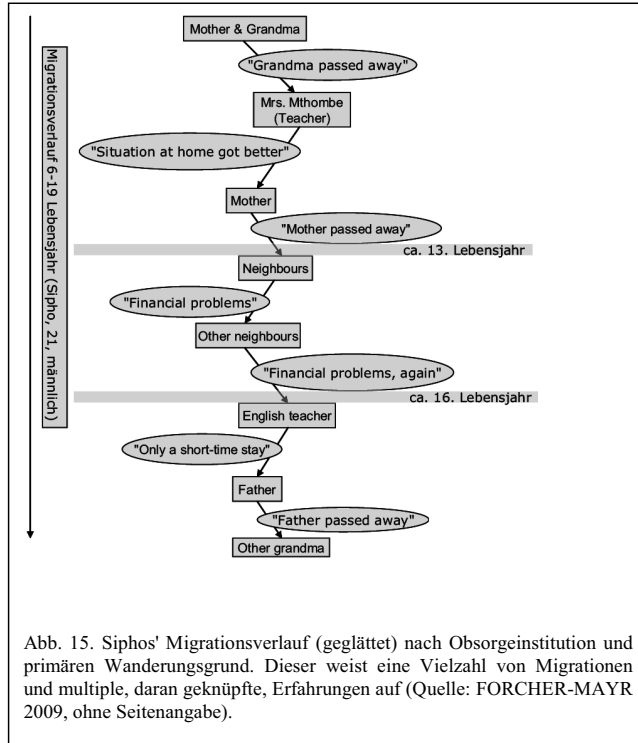 Mother & Grandma
"Grandma passed away"
Mrs. Mthombe
(Teacher)
"Situation at home got better"
Mother
"Mother passed away"
ca. 13. Lebensjahr
Neighbours
"Financial problems"
Other neighbours
"Financial problems, again"
ca. 16. Lebensjahr
English teacher
"Only a short-time stay"
Father
"Father passed away"
Other grandma
Migrationsverlauf 6-19 Lebensjahr (Sipho, 21, männlich)
Abb. 15. Siphos' Migrationsverlauf (geglättet) nach Obsorgeinstitution und
primären Wanderungsgrund. Dieser weist eine Vielzahl von Migrationen
und multiple, daran geknüpfte, Erfahrungen auf (Quelle: FORCHER-MAYR
2009, ohne Seitenangabe).